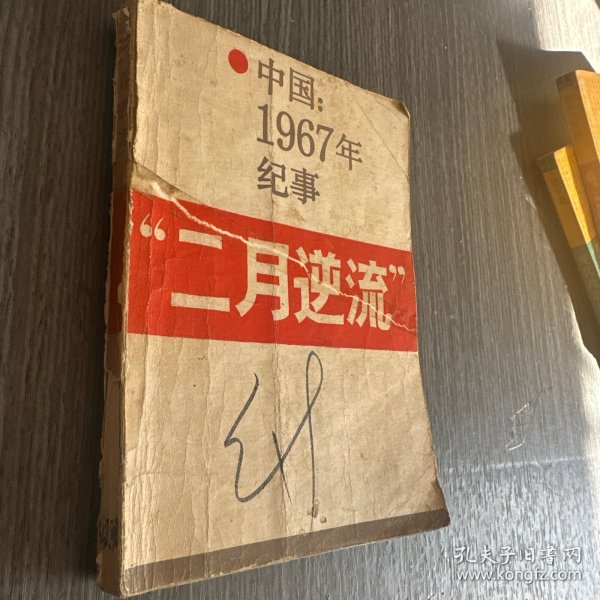 中国：
1967年
纪事
“二月逆流”
孔夫子旧书网
www.kongfz.com